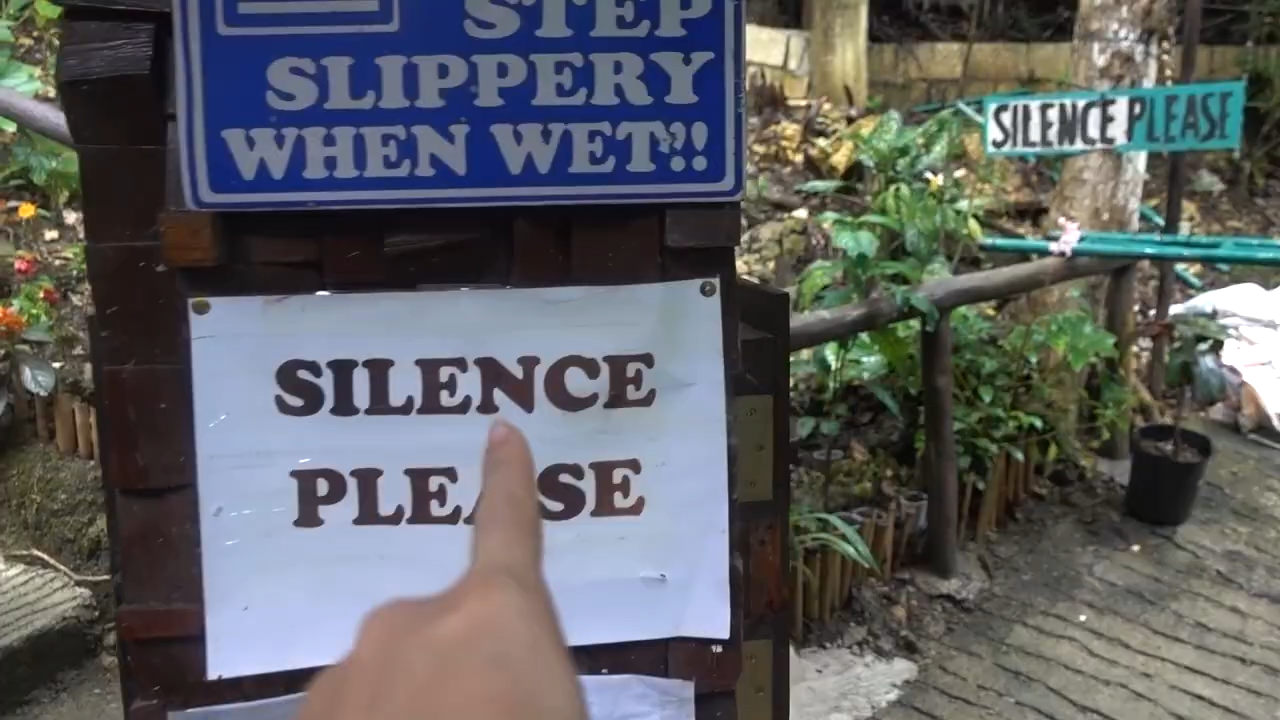 STEP
SLIPPERY
WHEN WET!!
SILENCE PLEASE
SILENCE
PLEASE